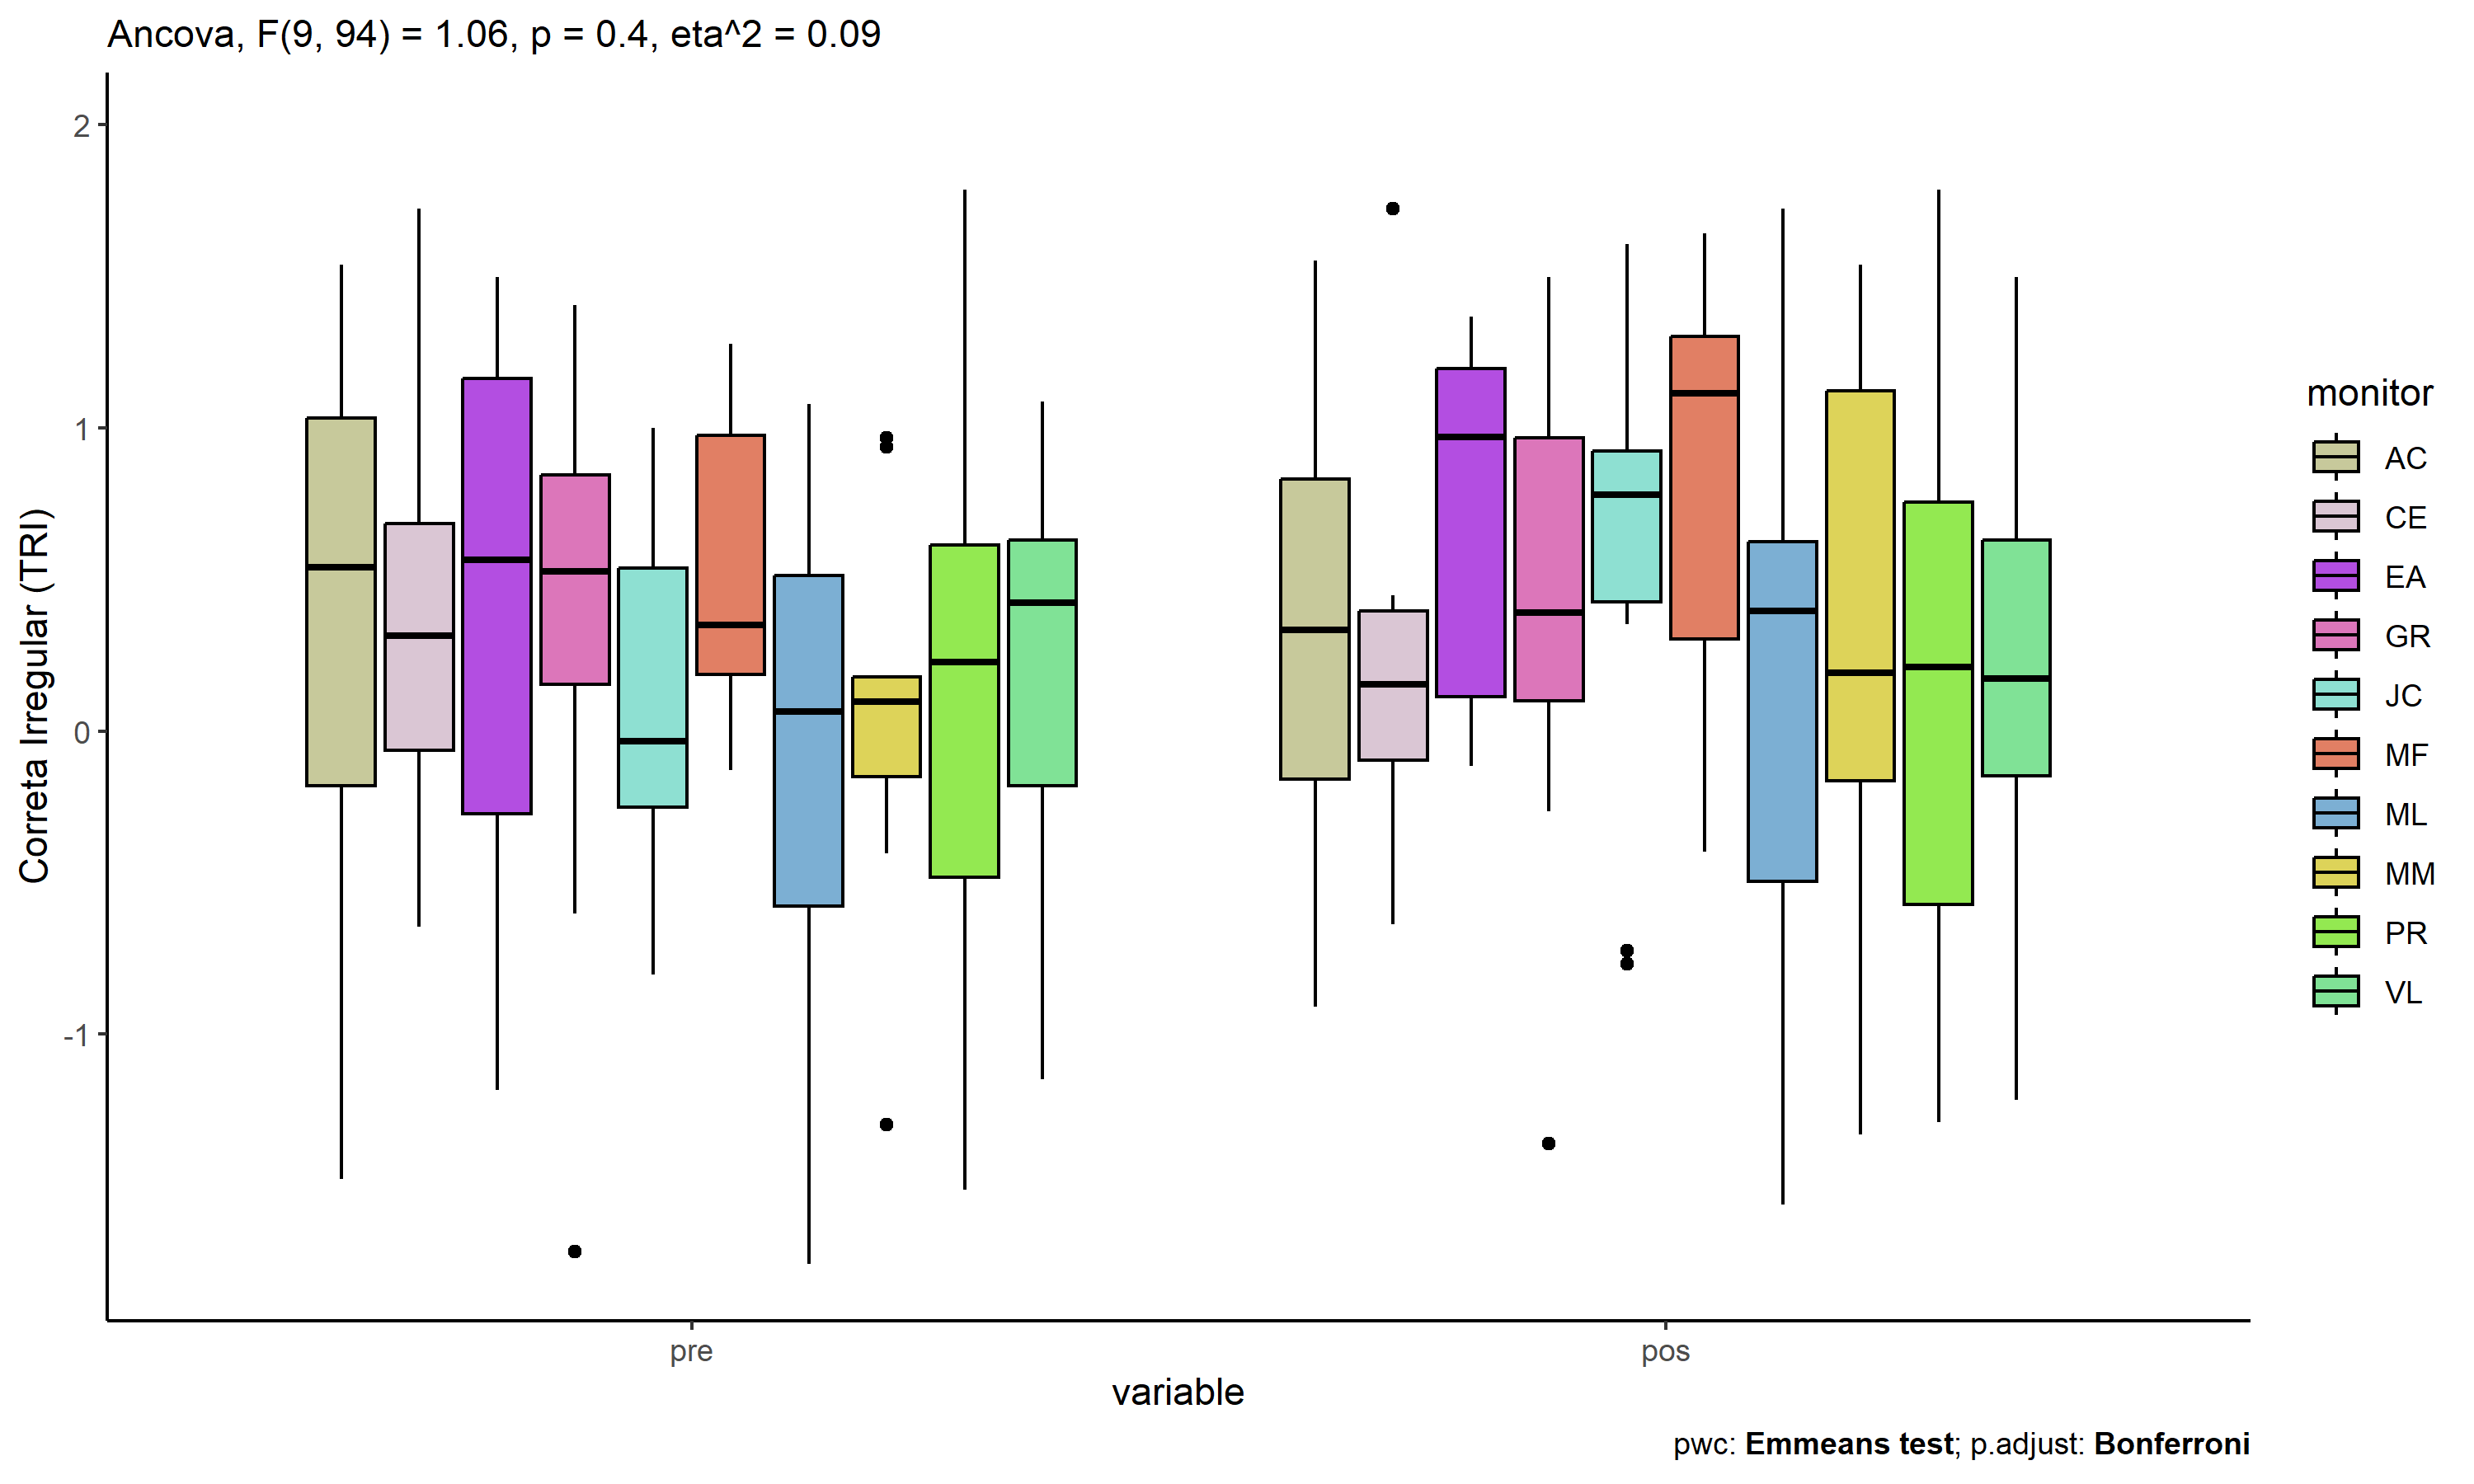 Ancova, F(9, 94) = 1.06, p = 0.4, eta^2 = 0.09
Correta Irregular (TRI)
2
1
0
-1
pre
pos
variable
monitor
AC
CE
EA
GR
JC
MF
ML
MM
PR
VL
pwc: Emmeans test; p.adjust: Bonferroni